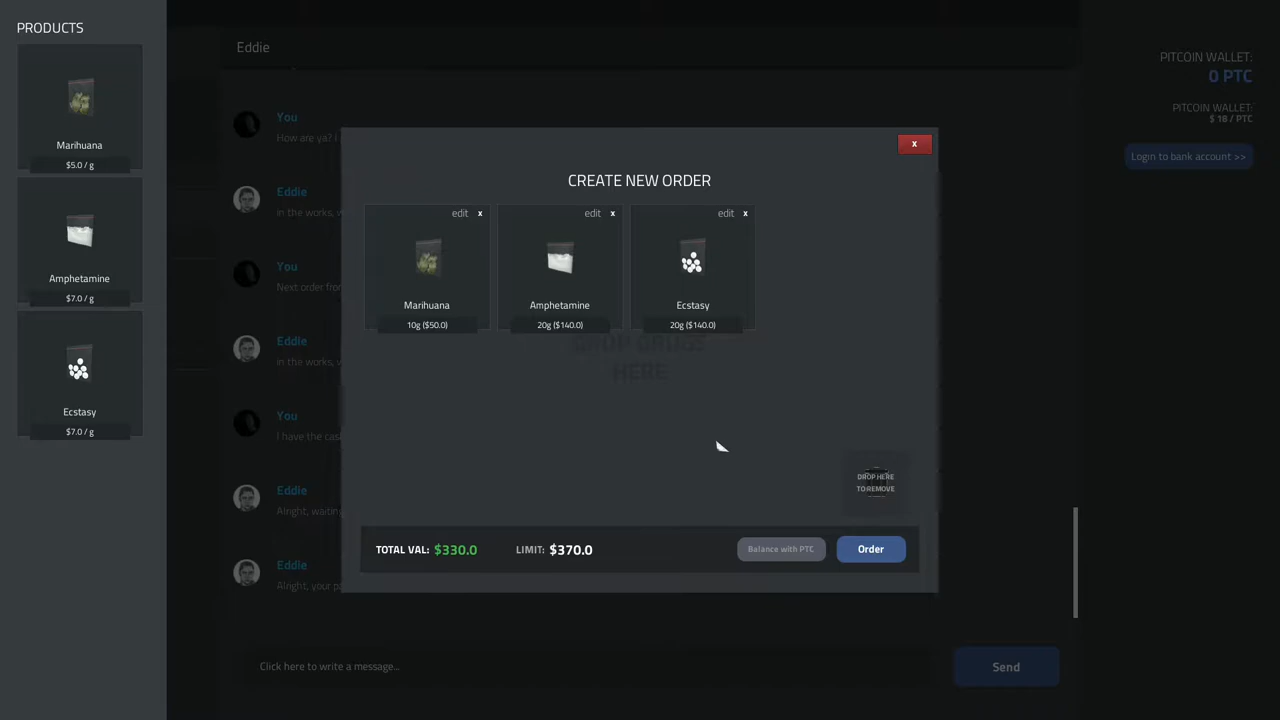 PRODUCTS
Marihuana
$5.0 / g
Amphetamine
$7.0 / g
Ecstasy
$7.0 / g
Eddie
You
How are ya? I
Eddie
in the works, w
You
Next order from
Eddie
in the works, w
You
I have the cas
Eddie
Alright, waitin
Eddie
Alright, your p
x
CREATE NEW ORDER
edit x
Marihuana
10g ($50.0)
edit x
Amphetamine
20g ($140.0)
edit x
Ecstasy
20g ($140.0)
DROP DRUGS
HERE
DROP HERE
TO REMOVE
TOTAL VAL: $330.0 LIMIT: $370.0
Balance with PTC
Order
Click here to write a message...
Send
PITCOIN WALLET:
0 PTC
PITCOIN WALLET:
$ 18 / PTC
Login to bank account >>